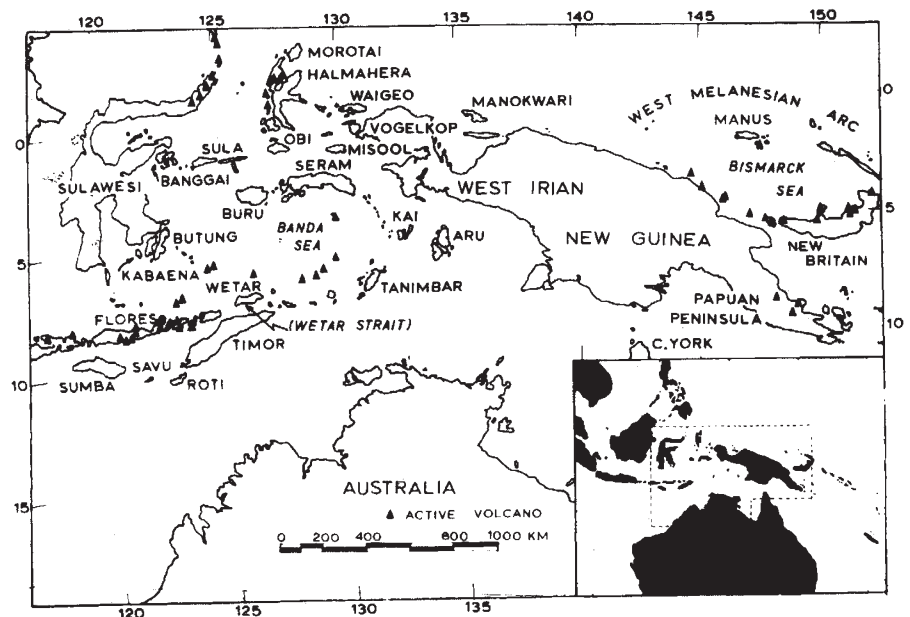 120 125 130 135 140 145 150
MOROTAI
HALMAHERA
WAIGEO
MANOKWARI
WEST MELANESIAN ARC
MANUS
0
0
VOGELKOP
OBI
MISOOL
SULA
SERAM
BISMARCK
SEA
SULAWESI
BANGGAI
WEST IRIAN
BURU
KAI
5
BANDA
SEA
ARU
NEW GUINEA
BUTUNG
NEW
BRITAIN
5
KABAENA
WETAR
TANIMBAR
PAPUAN
PENINSULA
FLORES
(WETAR STRAIT)
10
TIMOR
C.YORK
SAVU
SUMBA
ROTI
10
AUSTRALIA
15
▲ ACTIVE VOLCANO
0 200 400 600 800 1000 KM
120 125 130 135